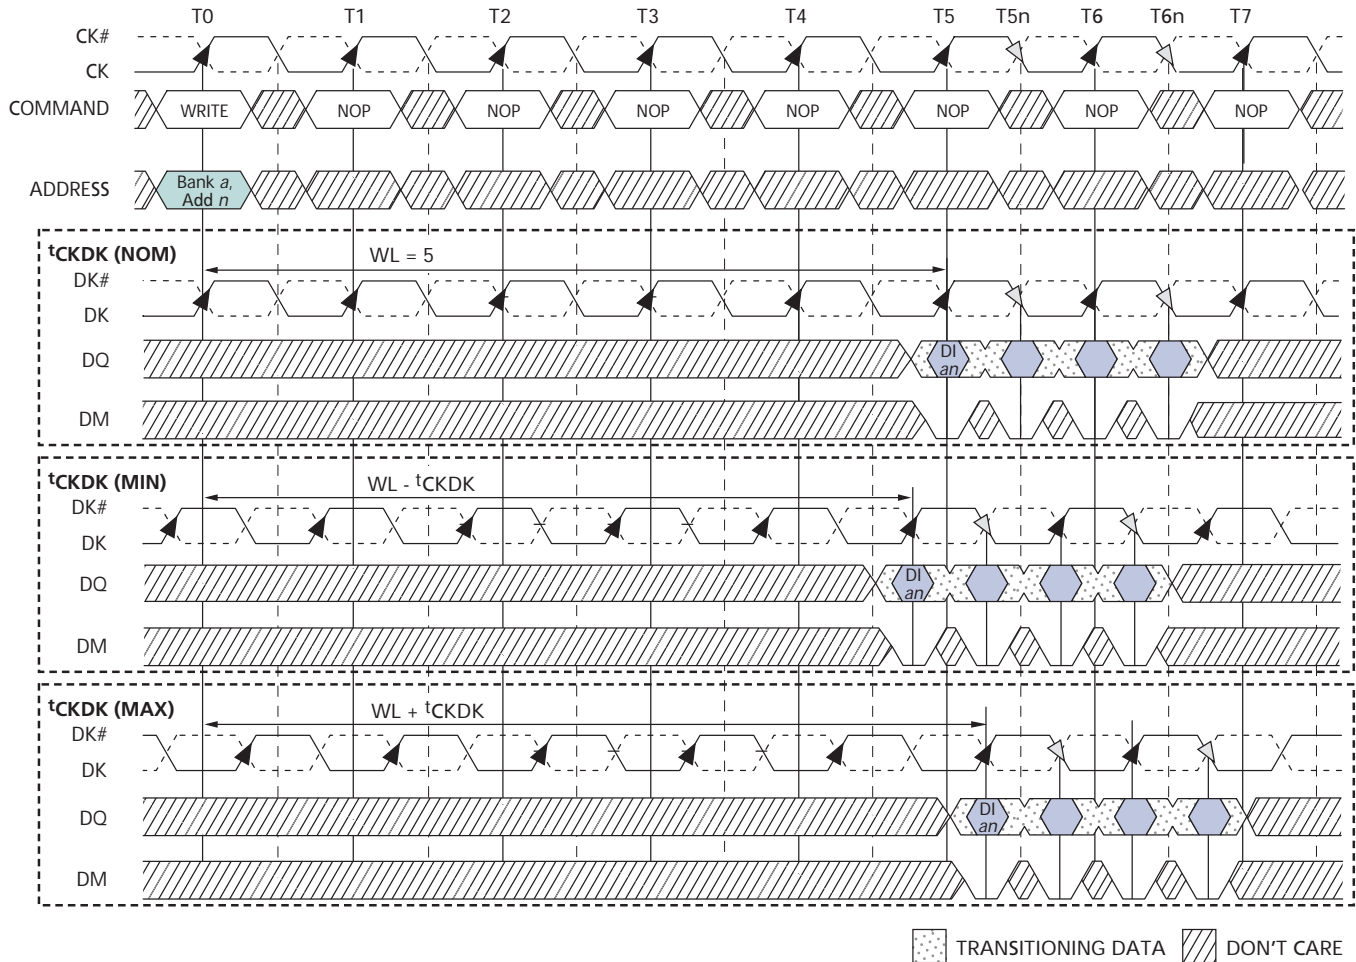 T0 T1 T2 T3 T4 T5 T5n T6 T6n T7
CK#
CK
COMMAND WRITE NOP NOP NOP NOP NOP NOP NOP
ADDRESS Bank a,
Add n
tCKDK (NOM)
WL = 5
DK#
DK
DQ DI
an
DM
tCKDK (MIN)
WL - tCKDK
DK#
DK
DQ DI
an
DM
tCKDK (MAX)
WL + tCKDK
DK#
DK
DQ DI
an
DM
TRANSITIONING DATA DON'T CARE